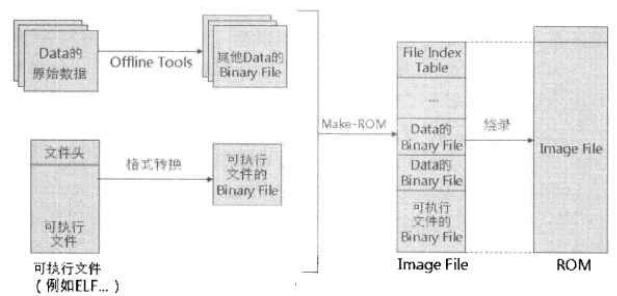 Data的
原始数据
Offline Tools
其他Data的
Binary File
文件头
可执行
文件
可执行文件
（例如ELF...）
格式转换
可执行
文件的
Binary File
Make-ROM
File Index
Table
...
Data的
Binary File
Data的
Binary File
可执行
文件的
Binary File
Image File
烧录
Image File
ROM